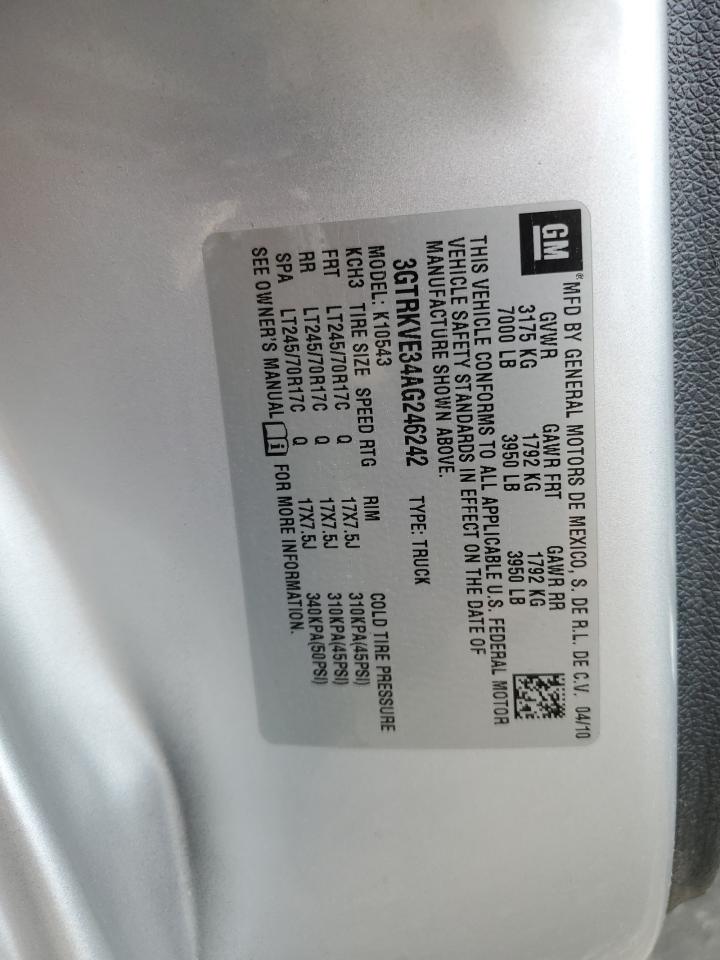 GM
® MFD BY GENERAL MOTORS DE MEXICO, S. DE R.L. DE C.V. 04/10
GVWR GAWR FRT GAWR RR
3175 KG 1792 KG 1792 KG
7000 LB 3950 LB 3950 LB
THIS VEHICLE CONFORMS TO ALL APPLICABLE U.S. FEDERAL MOTOR
VEHICLE SAFETY STANDARDS IN EFFECT ON THE DATE OF
MANUFACTURE SHOWN ABOVE.
3GTRKVE34AG246242 TYPE: TRUCK
MODEL: K10543
KCH3 TIRE SIZE SPEED RTG RIM COLD TIRE PRESSURE
FRT LT245/70R17C Q 17X7.5J 310KPA(45PSI)
RR LT245/70R17C Q 17X7.5J 310KPA(45PSI)
SPA LT245/70R17C Q 17X7.5J 340KPA(50PSI)
SEE OWNER'S MANUAL FOR MORE INFORMATION.